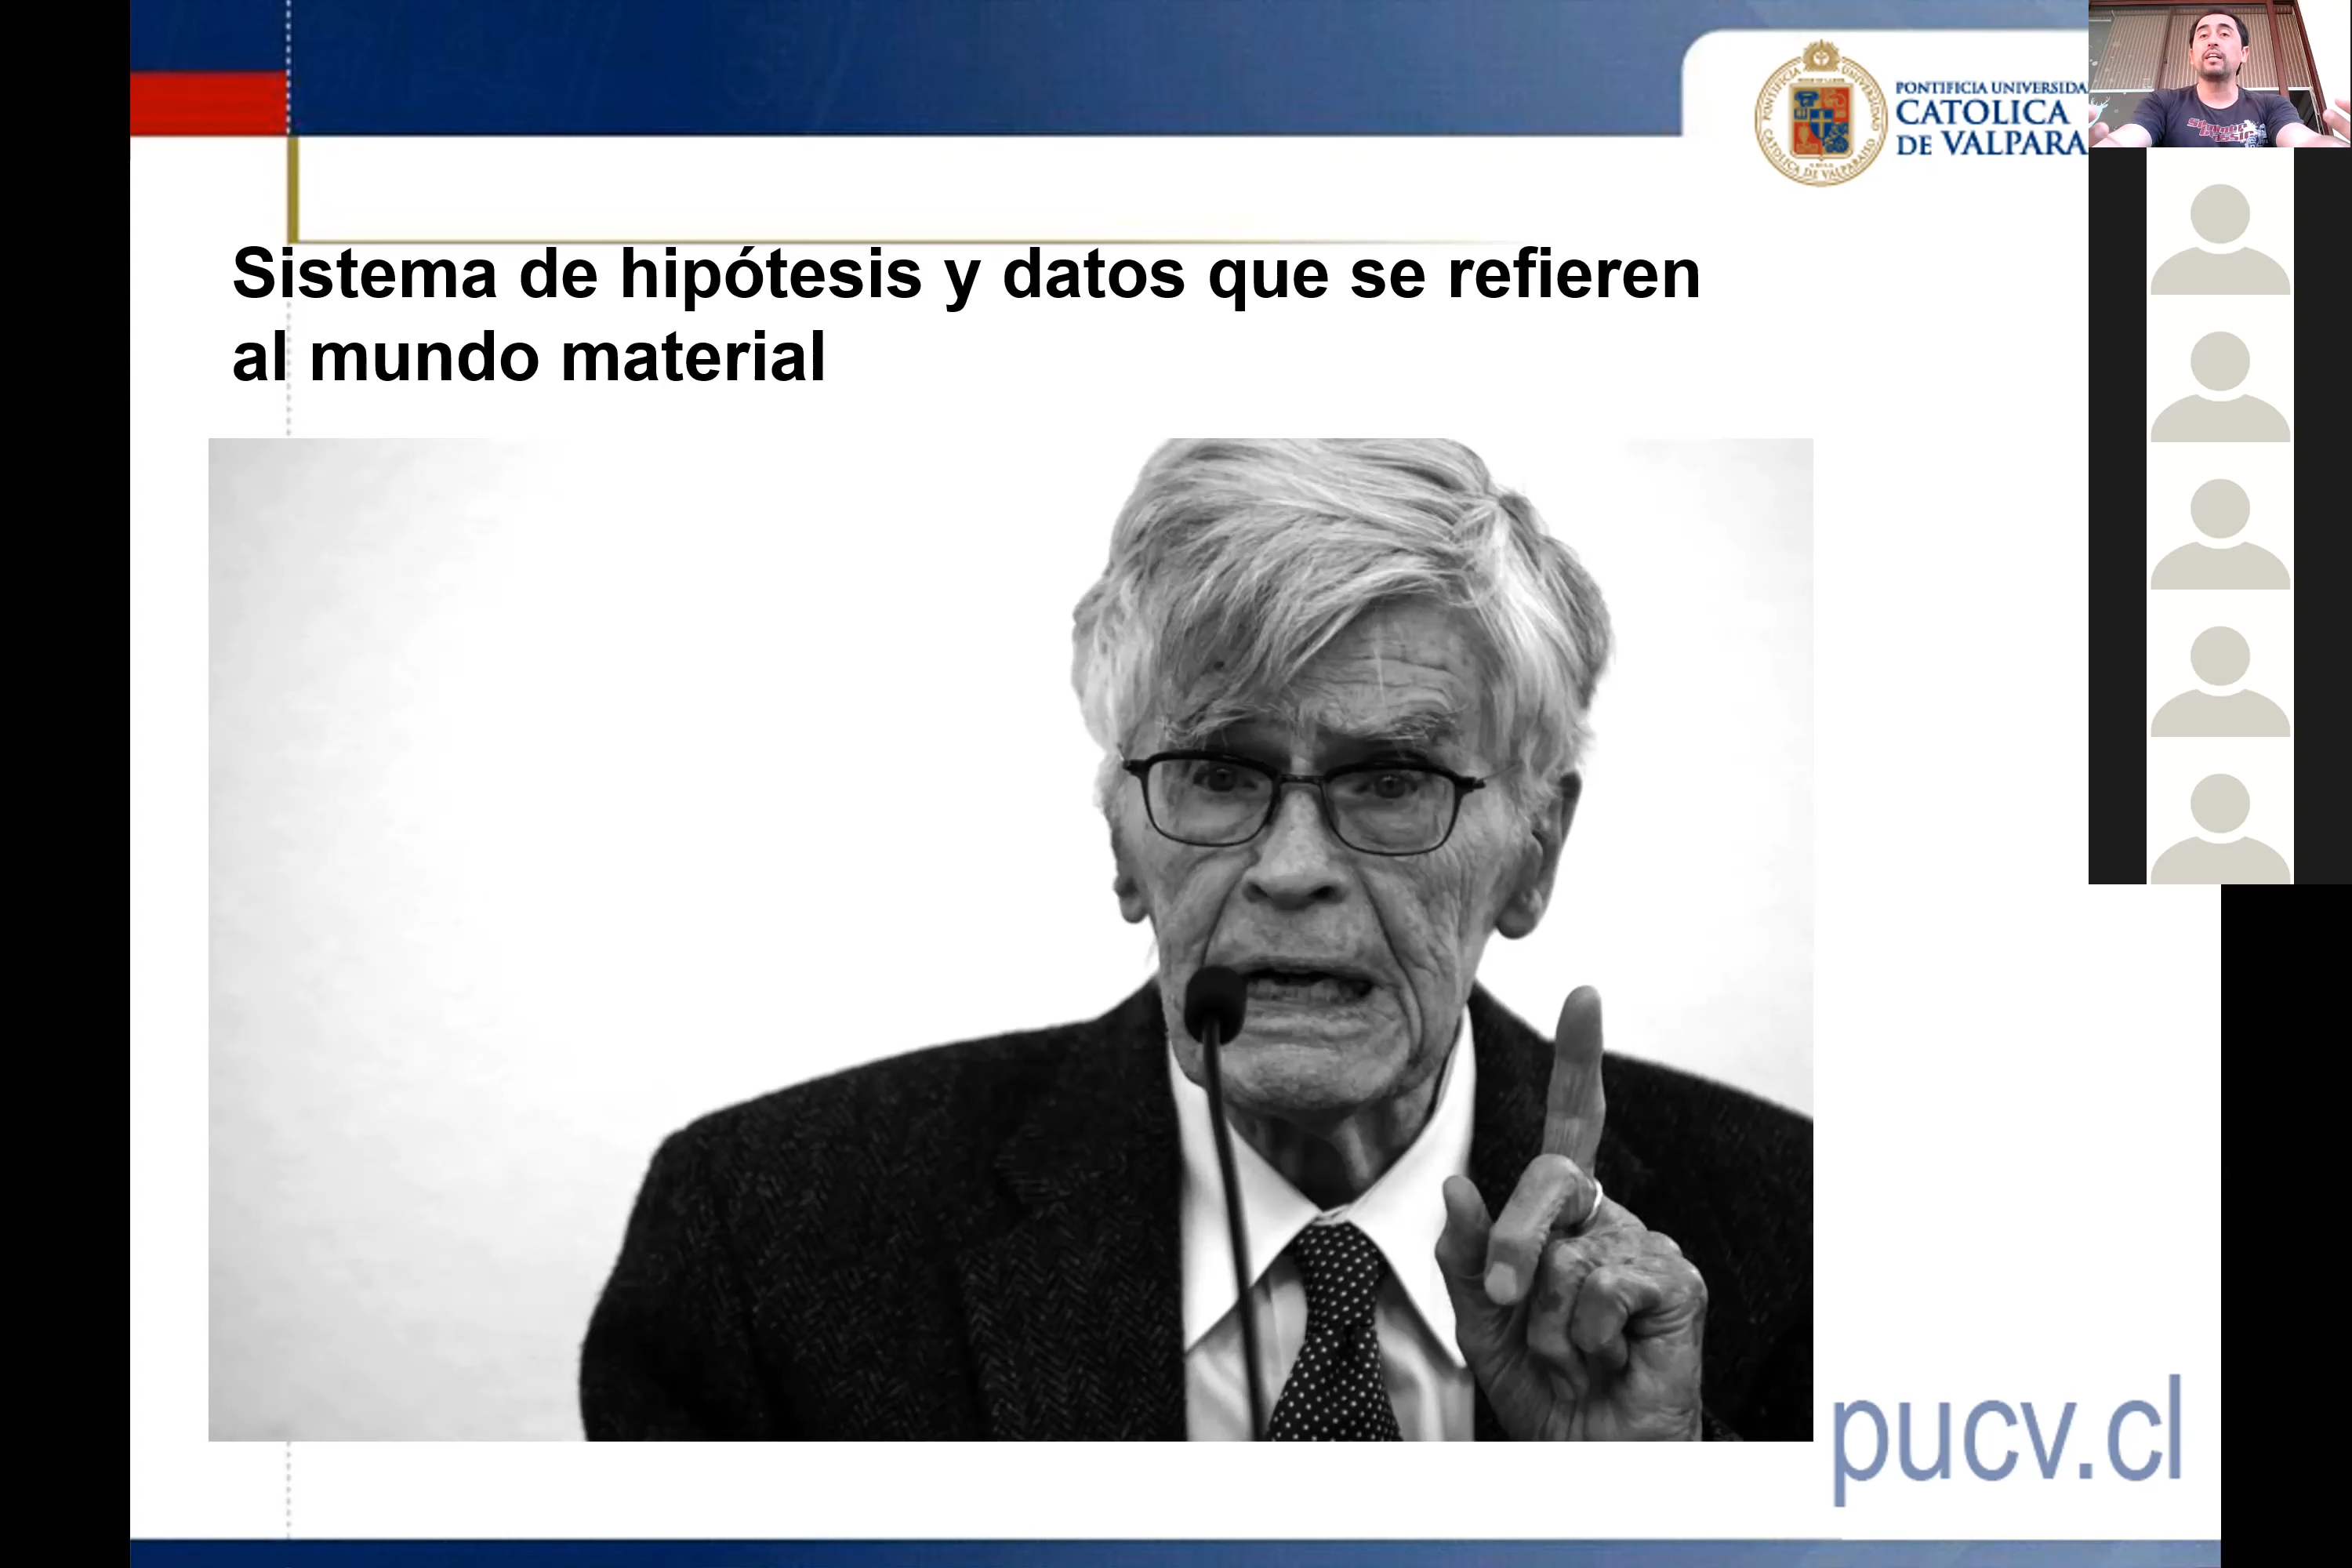 PONTIFICIA UNIVERSIDA
CATOLICA
DE VALPARA
Sistema de hipótesis y datos que se refieren
al mundo material
pucv.cl